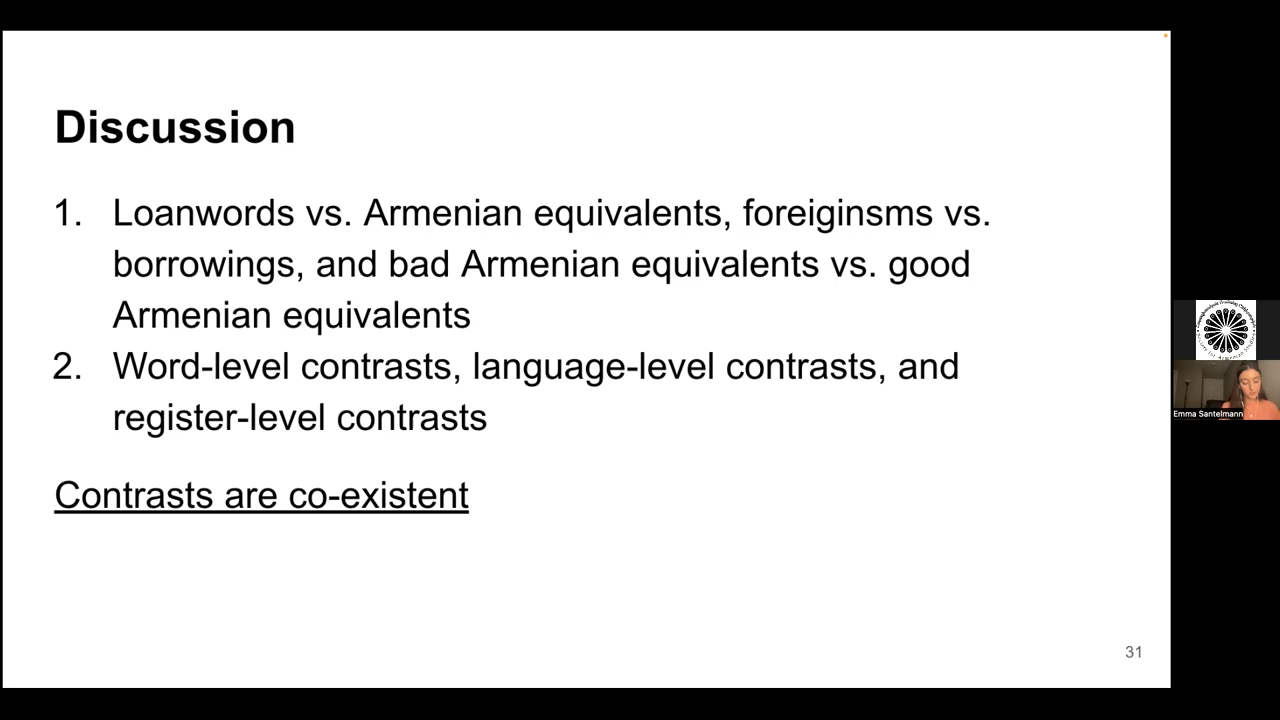 Discussion
1. Loanwords vs. Armenian equivalents, foreiginsms vs.
borrowings, and bad Armenian equivalents vs. good
Armenian equivalents
2. Word-level contrasts, language-level contrasts, and
register-level contrasts
Contrasts are co-existent
31
Emma Santelmann